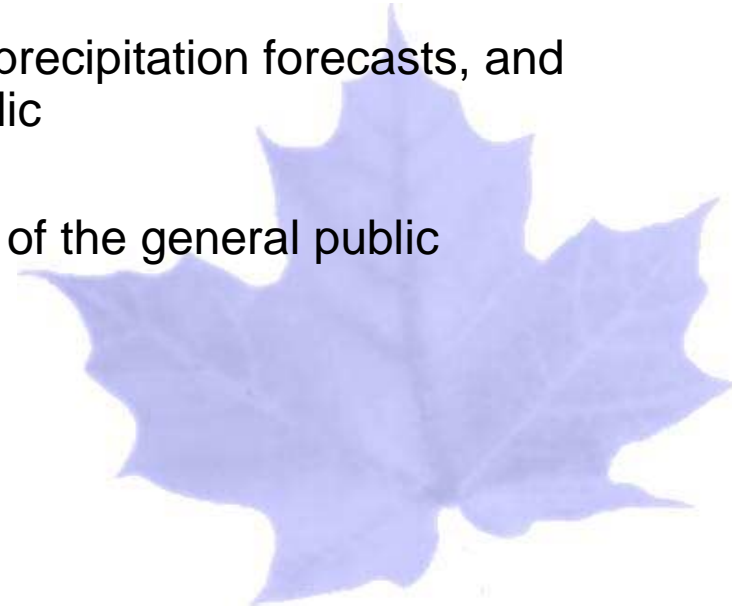 precipitation forecasts, and
lic
of the general public